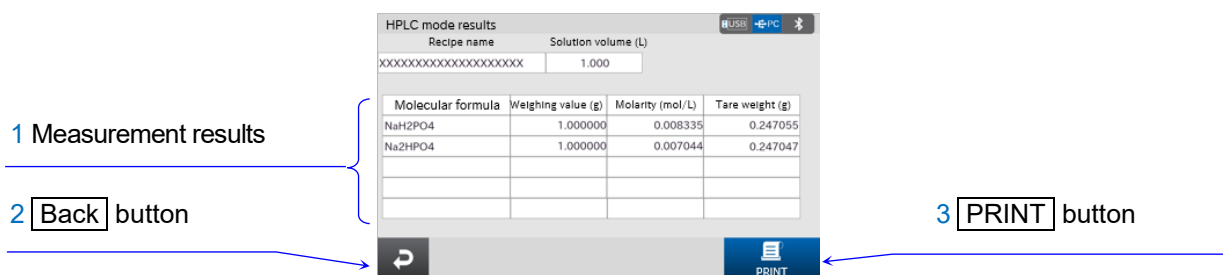 HPLC mode results
USB PC
Recipe name Solution volume (L)
XXXXXXXXXXXXXXXXXXXX 1.000
Molecular formula Weighing value (g) Molarity (mol/L) Tare weight (g)
NaH2PO4 1.000000 0.008335 0.247055
Na2HPO4 1.000000 0.007044 0.247047
1 Measurement results
2 Back button
3 PRINT button
PRINT